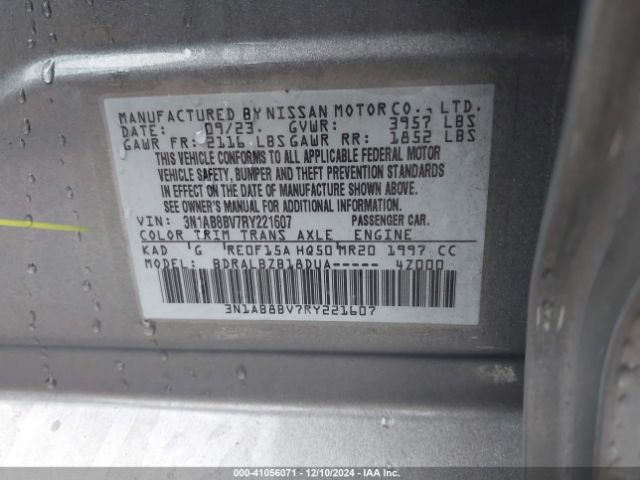 MANUFACTURED BY NISSAN MOTOR CO., LTD.
DATE: 09/23. GVWR: 3957 LBS
GAWR FR: 2116 LBS GAWR RR: 1852 LBS
THIS VEHICLE CONFORMS TO ALL APPLICABLE FEDERAL MOTOR
VEHICLE SAFETY, BUMPER AND THEFT PREVENTION STANDARDS
IN EFFECT ON THE DATE OF MANUFACTURE SHOWN ABOVE.
SEE OWNER'S MANUAL FOR ADDITIONAL INFORMATION.
VIN: 3N1AB8BV7RY221607 PASSENGER CAR.
COLOR TRIM TRANS AXLE ENGINE
KAD G RE0F15A HQ50 MR20 1997 CC
MODEL: BDRALBZB18DUA----- 4Z000
3N1AB8BV7RY221607
000-41056071 | 12/10/2024 | IAA Inc.